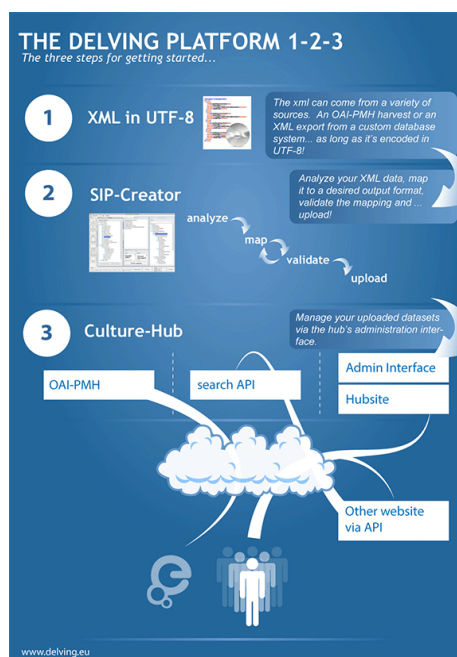 THE DELVING PLATFORM 1-2-3
The three steps for getting started...
1
XML in UTF-8
The xml can come from a variety of
sources. An OAI-PMH harvest or an
XML export from a custom database
system... as long as it's encoded in
UTF-8!
2
SIP-Creator
Analyze your XML data, map
it to a desired output format,
validate the mapping and ...
upload!
analyze
map
validate
upload
3
Culture-Hub
Manage your uploaded datasets
via the hub's administration inter-
face.
OAI-PMH
search API
Admin Interface
Hubsite
Other website
via API
www.delving.eu